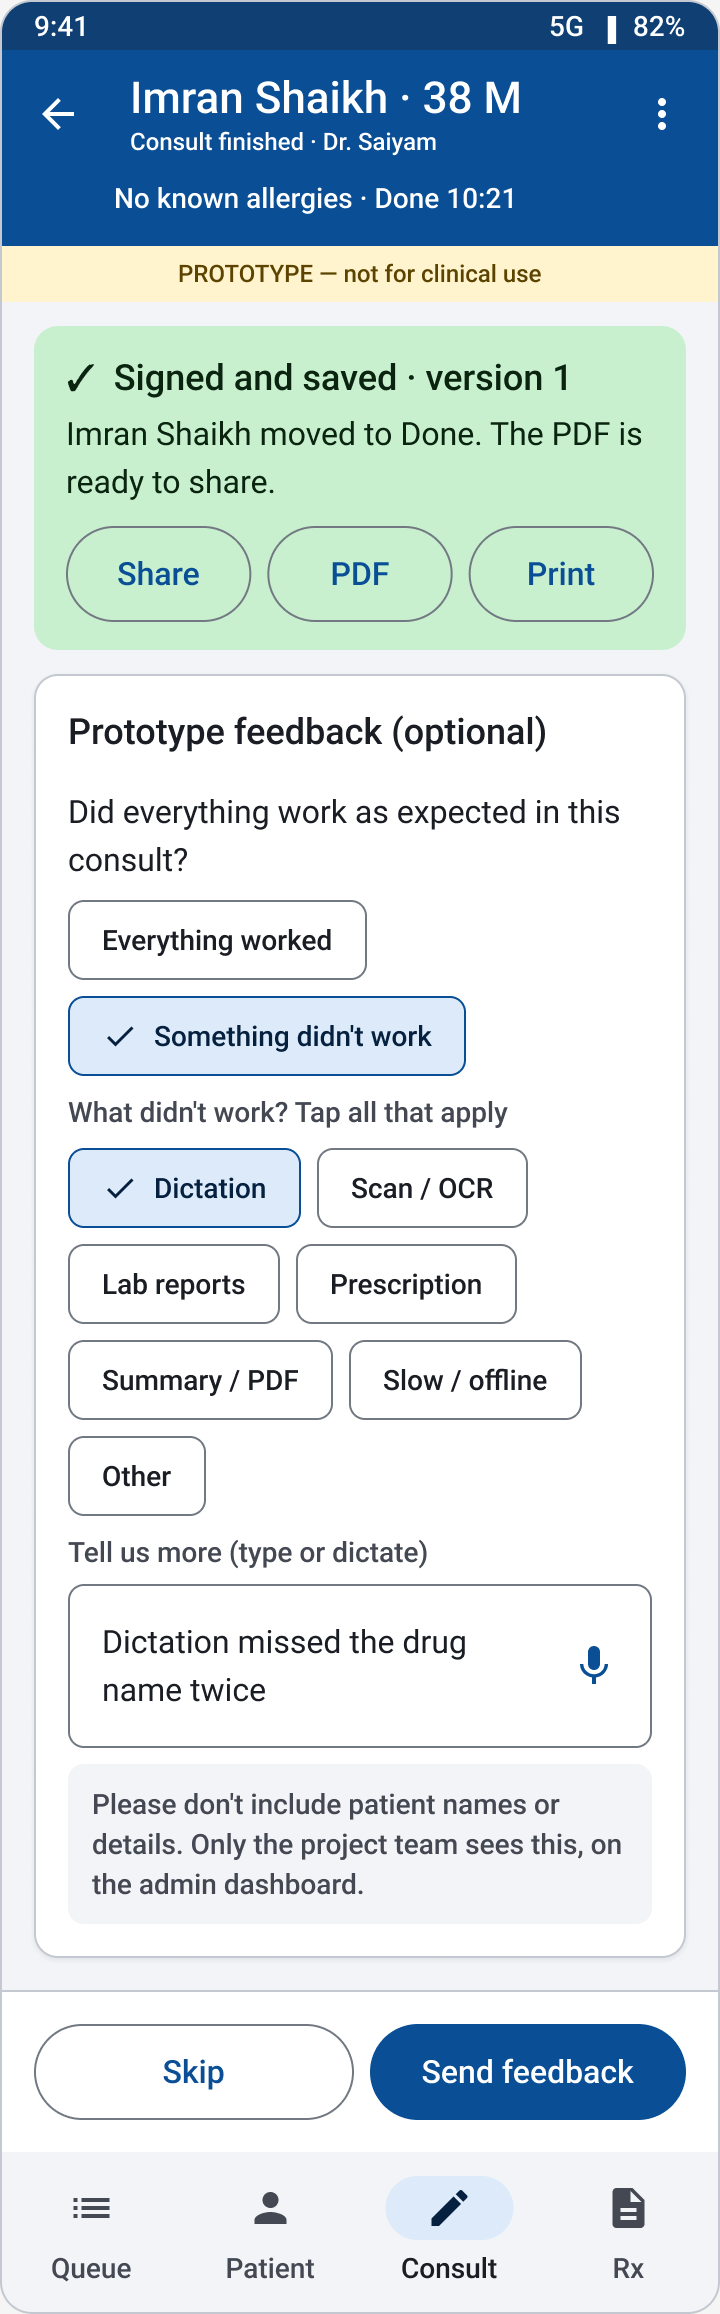 9:41 5G 82%
Imran Shaikh · 38 M
Consult finished · Dr. Saiyam
No known allergies · Done 10:21
PROTOTYPE — not for clinical use
✓ Signed and saved · version 1
Imran Shaikh moved to Done. The PDF is
ready to share.
Share PDF Print
Prototype feedback (optional)
Did everything work as expected in this
consult?
Everything worked
Something didn't work
What didn't work? Tap all that apply
Dictation Scan / OCR
Lab reports Prescription
Summary / PDF Slow / offline
Other
Tell us more (type or dictate)
Dictation missed the drug
name twice
Please don't include patient names or
details. Only the project team sees this, on
the admin dashboard.
Skip Send feedback
Queue Patient Consult Rx